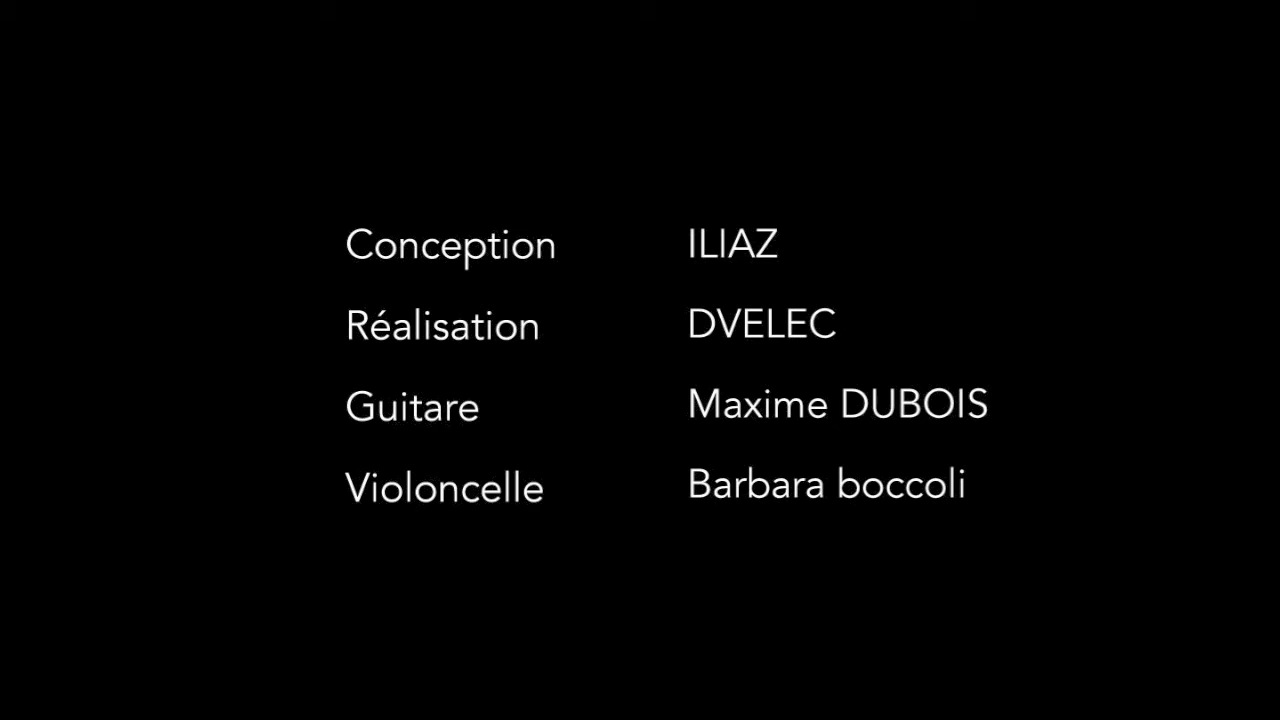 Conception ILIAZ
Réalisation DVELEC
Guitare Maxime DUBOIS
Violoncelle Barbara boccoli